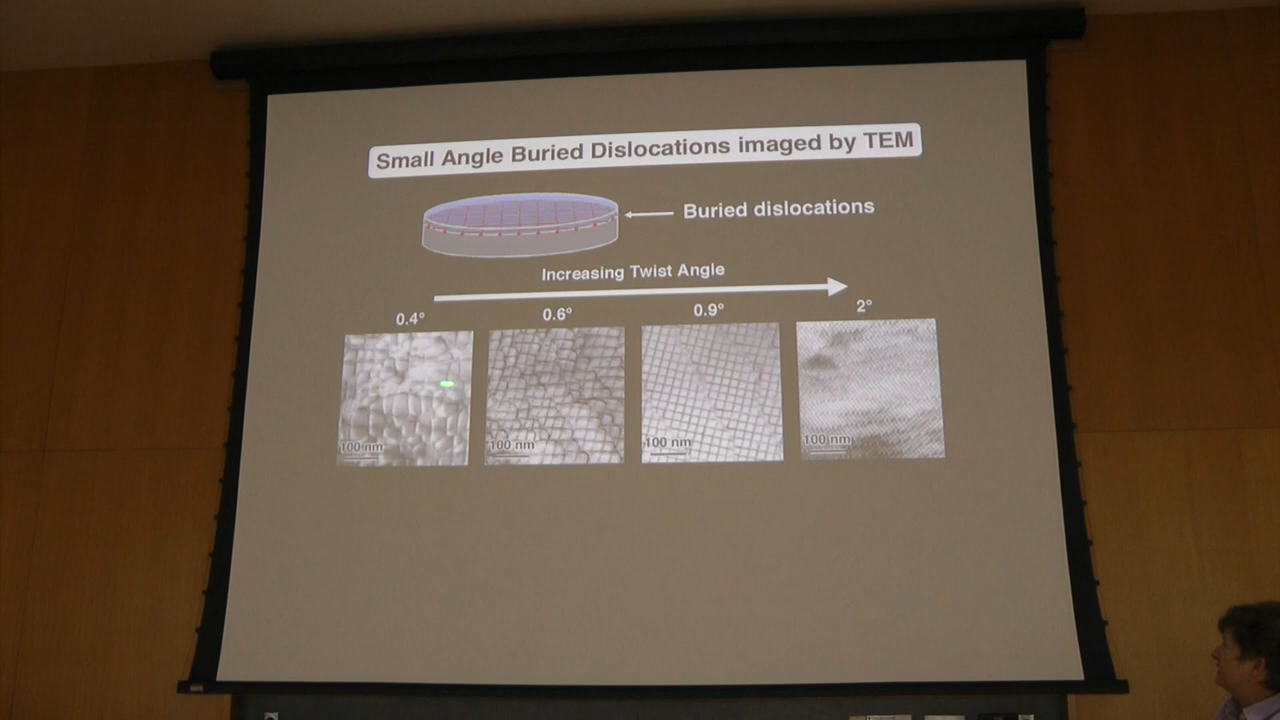 Small Angle Buried Dislocations imaged by TEM
Buried dislocations
Increasing Twist Angle
0.4°
0.6°
0.9°
2°
100 nm
100 nm
100 nm
100 nm